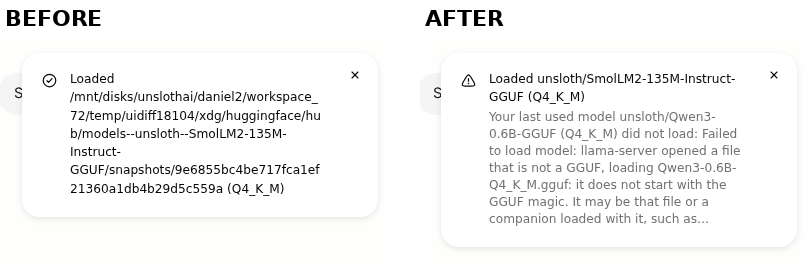 BEFORE
S
Loaded
/mnt/disks/unslothai/daniel2/workspace_
72/temp/uidiff18104/xdg/huggingface/hu
b/models--unsloth--SmolLM2-135M-
Instruct-
GGUF/snapshots/9e6855bc4be717fca1ef
21360a1db4b29d5c559a (Q4_K_M)
AFTER
S
Loaded unsloth/SmolLM2-135M-Instruct-
GGUF (Q4_K_M)
Your last used model unsloth/Qwen3-
0.6B-GGUF (Q4_K_M) did not load: Failed
to load model: llama-server opened a file
that is not a GGUF, loading Qwen3-0.6B-
Q4_K_M.gguf: it does not start with the
GGUF magic. It may be that file or a
companion loaded with it, such as...